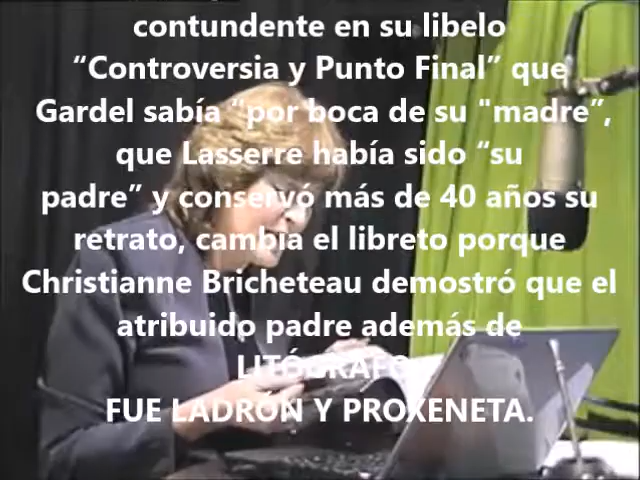 contundente en su libelo
“Controversia y Punto Final” que
Gardel sabía “por boca de su "madre”,
que Lasserre había sido “su
padre” y conservó más de 40 años su
retrato, cambia el libreto porque
Christianne Bricheteau demostró que el
atribuido padre además de
LITÓGRAFO
FUE LADRÓN Y PROXENETA.